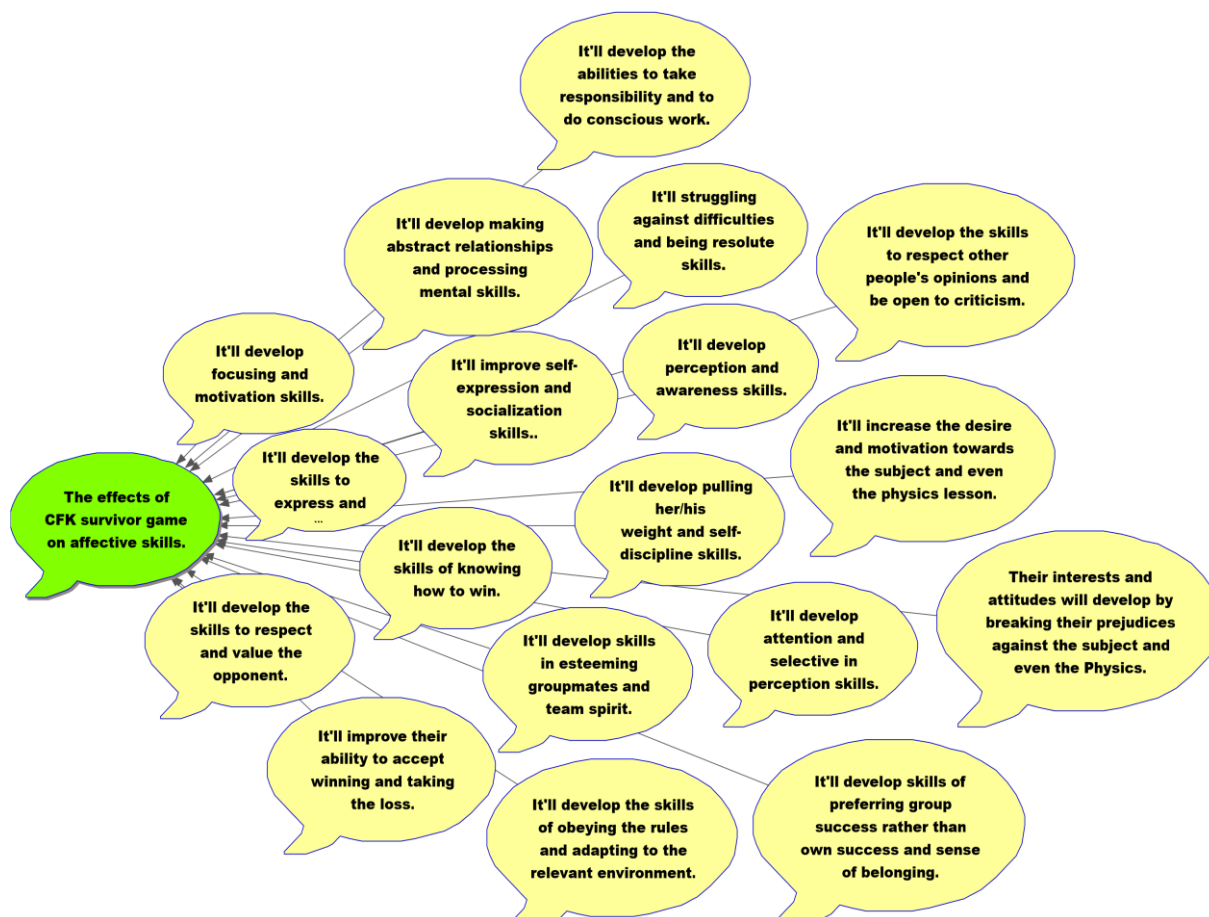 It'll develop the
abilities to take
responsibility and to
do conscious work.
It'll develop making
abstract relationships
and processing
mental skills.
It'll struggling
against difficulties
and being resolute
skills.
It'll develop the skills
to respect other
people's opinions and
be open to criticism.
It'll develop
focusing and
motivation skills.
It'll improve self-
expression and
socialization
skills..
It'll develop
perception and
awareness skills.
It'll increase the desire
and motivation towards
the subject and even
the physics lesson.
The effects of
CFK survivor game
on affective skills.
It'll develop the
skills to
express and
...
It'll develop pulling
her/his
weight and self-
discipline skills.
It'll develop the
skills of knowing
how to win.
Their interests and
attitudes will develop by
breaking their prejudices
against the subject and
even the Physics.
It'll develop the
skills to respect
and value the
opponent.
It'll develop skills
in esteeming
groupmates and
team spirit.
It'll develop
attention and
selective in
perception skills.
It'll improve their
ability to accept
winning and taking
the loss.
It'll develop the skills
of obeying the rules
and adapting to the
relevant environment.
It'll develop skills of
preferring group
success rather than
own success and sense
of belonging.